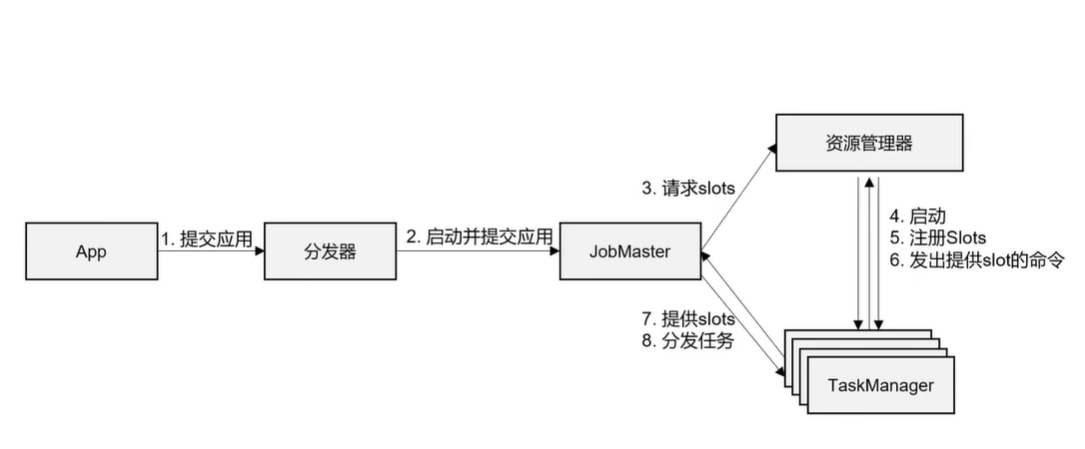 资源管理器
3. 请求slots
4. 启动
5. 注册Slots
6. 发出提供slot的命令
App
1. 提交应用
分发器
2. 启动并提交应用
JobMaster
7. 提供slots
8. 分发任务
TaskManager